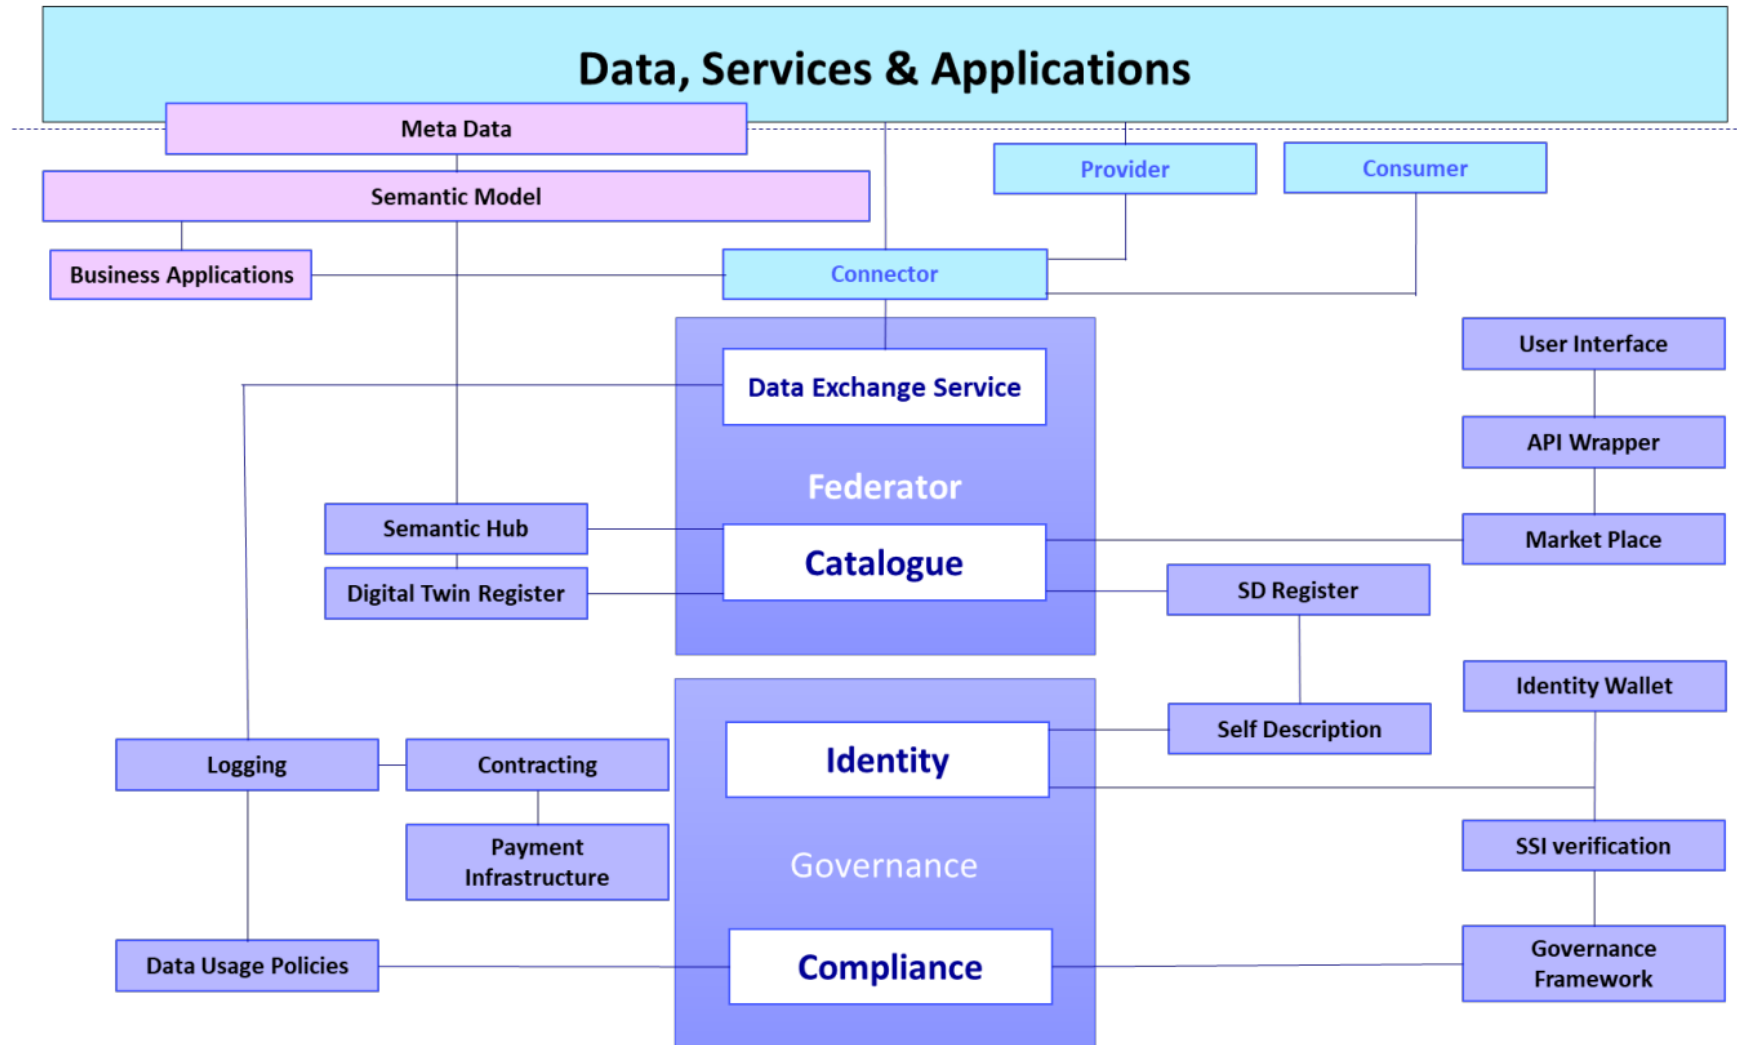 Data, Services & Applications
Meta Data
Provider
Consumer
Semantic Model
Business Applications
Connector
User Interface
Data Exchange Service
API Wrapper
Federator
Semantic Hub
Market Place
Catalogue
Digital Twin Register
SD Register
Identity Wallet
Self Description
Identity
Logging
Contracting
SSI verification
Payment
Infrastructure
Governance
Governance
Framework
Data Usage Policies
Compliance